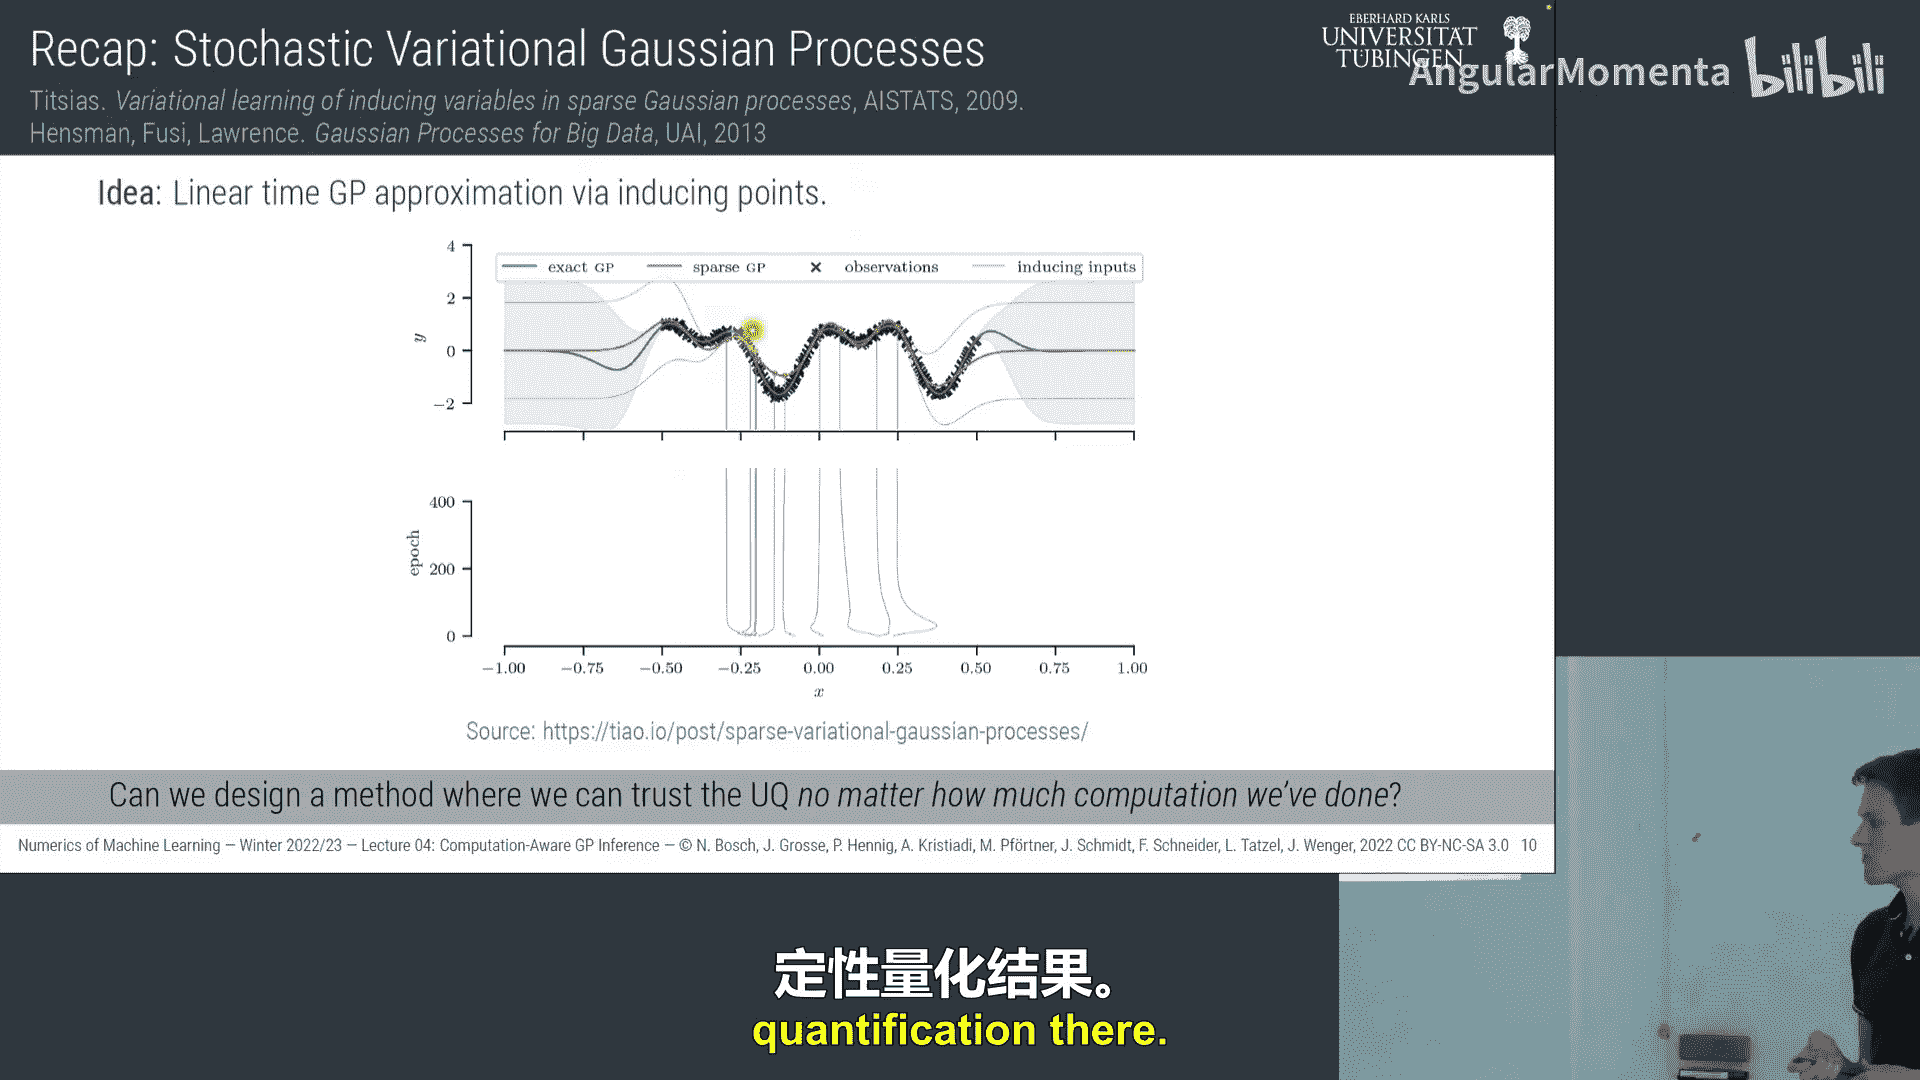 Recap: Stochastic Variational Gaussian Processes
Titsias. Variational learning of inducing variables in sparse Gaussian processes, AISTATS, 2009.
Hensman, Fusi, Lawrence. Gaussian Processes for Big Data, UAI, 2013
EBERHARD KARLS
UNIVERSITÄT
TÜBINGEN
AngularMomenta bilibili
Idea: Linear time GP approximation via inducing points.
exact GP sparse GP observations inducing inputs
4
2
0
−2
y
400
200
0
epoch
−1.00 −0.75 −0.50 −0.25 0.00 0.25 0.50 0.75 1.00
x
Source: https://tiao.io/post/sparse-variational-gaussian-processes/
Can we design a method where we can trust the UQ no matter how much computation we've done?
Numerics of Machine Learning — Winter 2022/23 — Lecture 04: Computation-Aware GP Inference — © N. Bosch, J. Grosse, P. Hennig, A. Kristiadi, M. Pförtner, J. Schmidt, F. Schneider, L. Tatzel, J. Wenger, 2022 CC BY-NC-SA 3.0 10
定性量化结果。
quantification there.